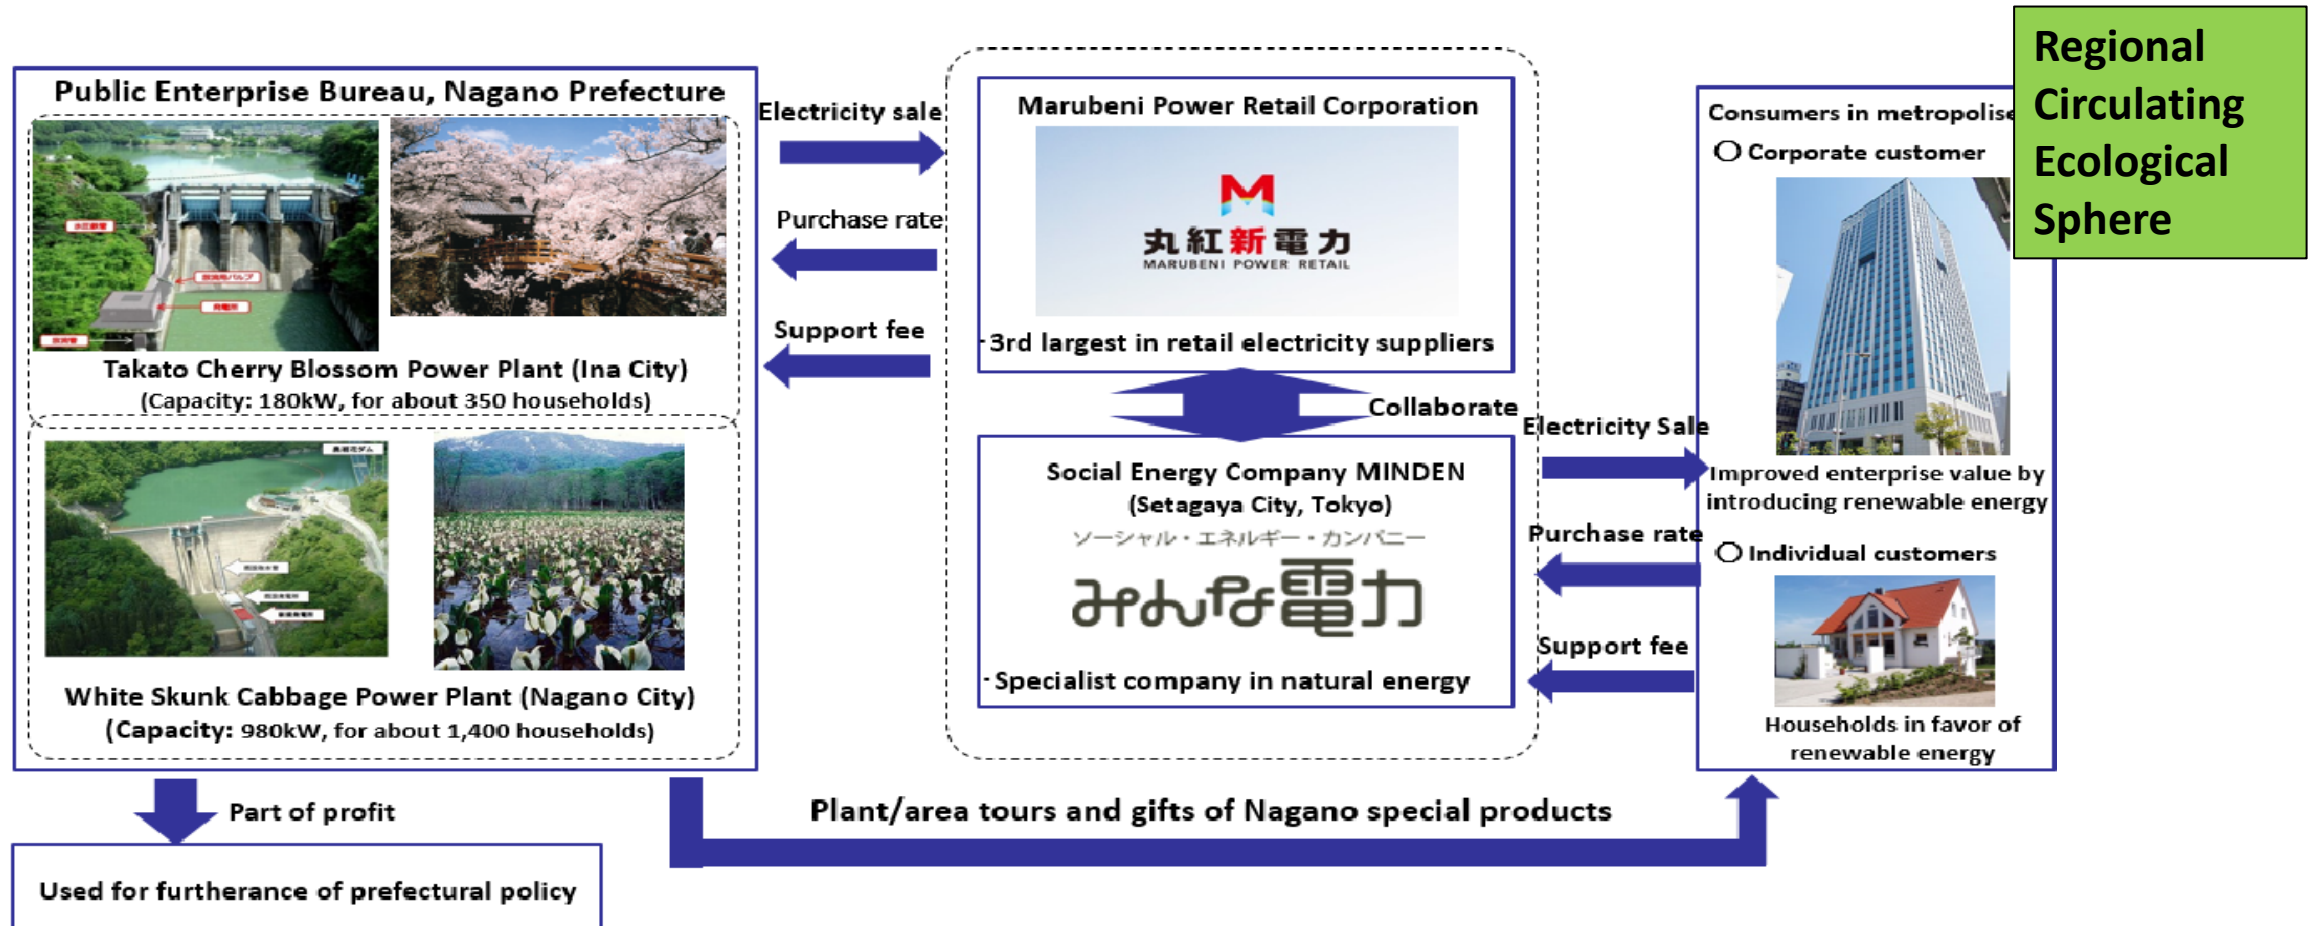 Regional
Circulating
Ecological
Sphere
Public Enterprise Bureau, Nagano Prefecture
Takato Cherry Blossom Power Plant (Ina City)
(Capacity: 180kW, for about 350 households)
White Skunk Cabbage Power Plant (Nagano City)
(Capacity: 980kW, for about 1,400 households)
Electricity sale
Purchase rate
Support fee
Marubeni Power Retail Corporation
丸紅新電力
MARUBENI POWER RETAIL
·3rd largest in retail electricity suppliers
Collaborate
Social Energy Company MINDEN
(Setagaya City, Tokyo)
ソーシャル・エネルギー・カンパニー
みんな電力
·Specialist company in natural energy
Electricity Sale
Purchase rate
Support fee
Consumers in metropolise
○ Corporate customer
Improved enterprise value by
introducing renewable energy
○ Individual customers
Households in favor of
renewable energy
Part of profit
Plant/area tours and gifts of Nagano special products
Used for furtherance of prefectural policy